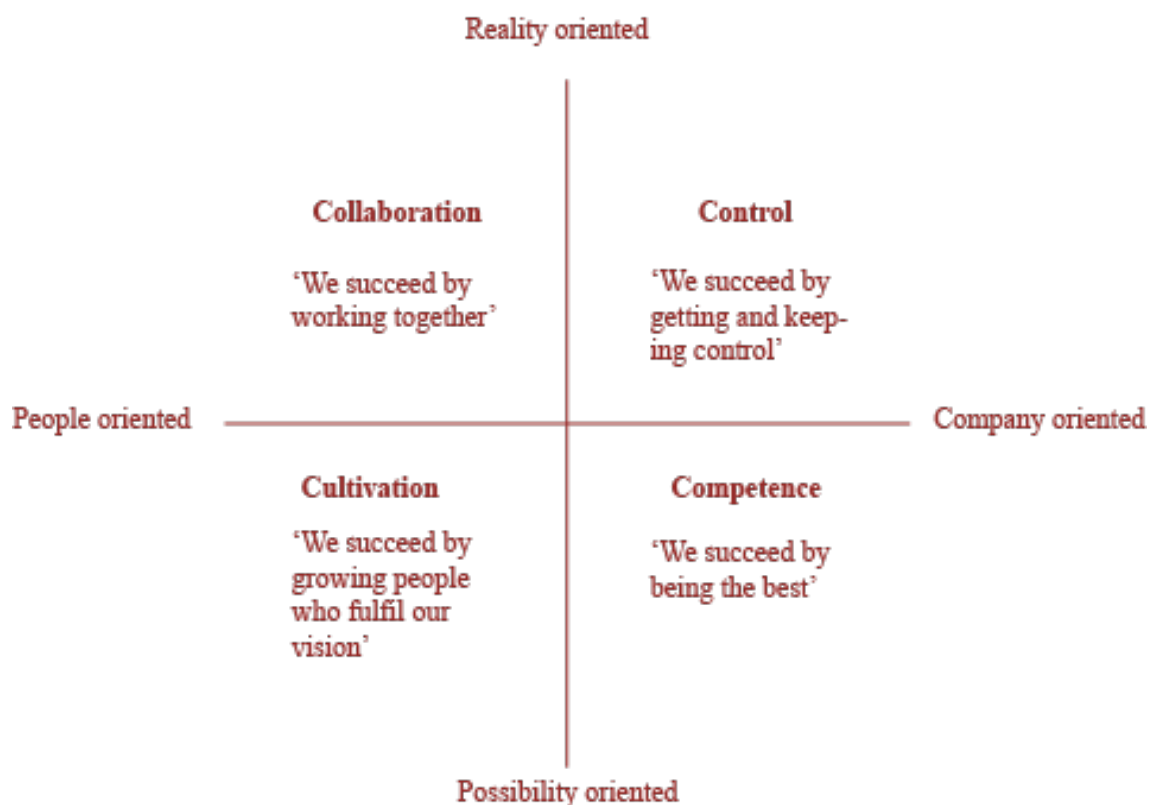 Reality oriented
Collaboration
‘We succeed by
working together’
Control
‘We succeed by
getting and keep-
ing control’
People oriented
Company oriented
Cultivation
‘We succeed by
growing people
who fulfil our
vision’
Competence
‘We succeed by
being the best’
Possibility oriented